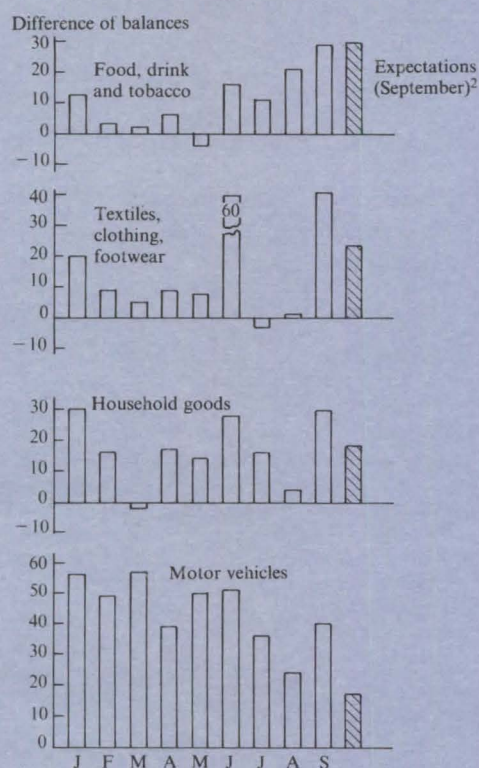 Difference of balances
30
20
10
0
−10
Food, drink
and tobacco
Expectations
(September)2
40
30
20
10
0
−10
Textiles,
clothing,
footwear
60
30
20
10
0
−10
Household goods
60
50
40
30
20
10
0
Motor vehicles
J F M A M J J A S